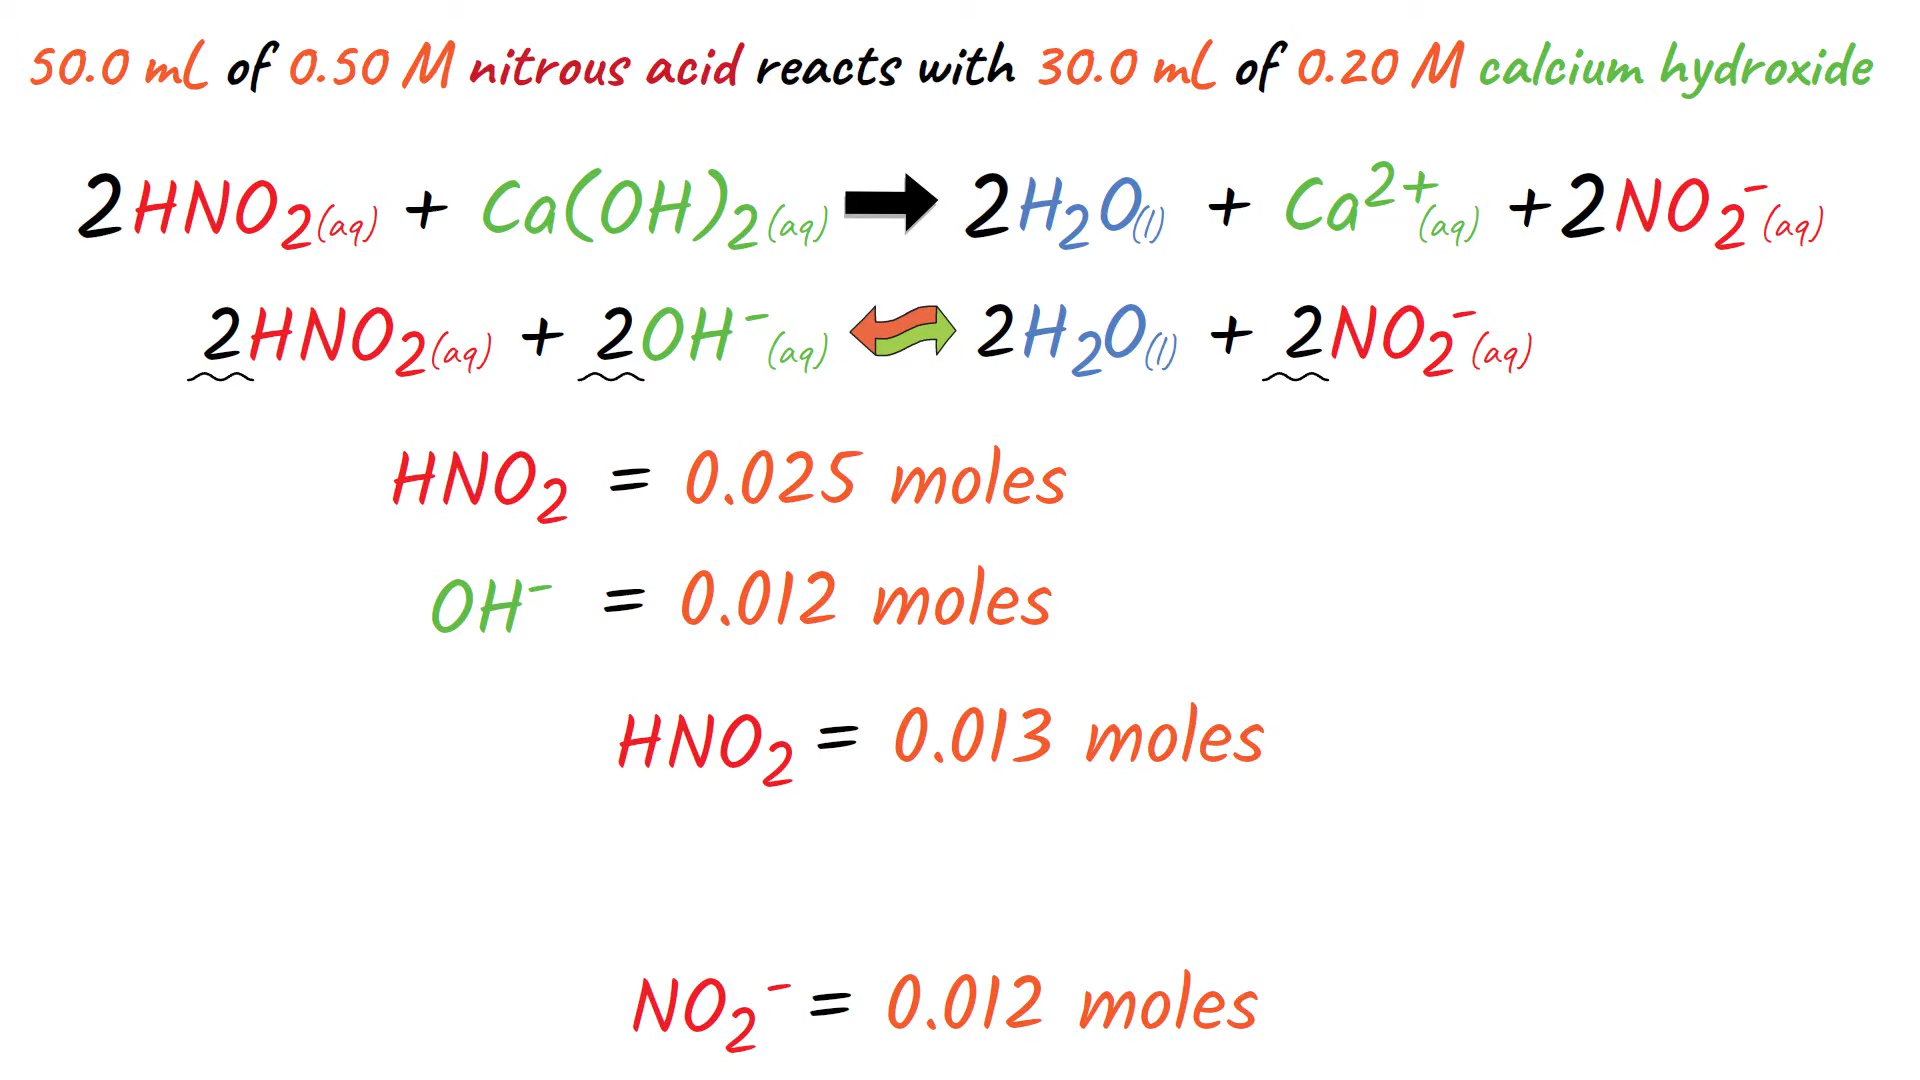 50.0 mL of 0.50 M nitrous acid reacts with 30.0 mL of 0.20 M calcium hydroxide
2HNO₂(aq) + Ca(OH)₂(aq) ➡ 2H₂O(l) + Ca²⁺(aq) + 2NO₂⁻(aq)
2HNO₂(aq) + 2OH⁻(aq) ⇔ 2H₂O(l) + 2NO₂⁻(aq)
HNO₂ = 0.025 moles
OH⁻ = 0.012 moles
HNO₂ = 0.013 moles
NO₂⁻ = 0.012 moles